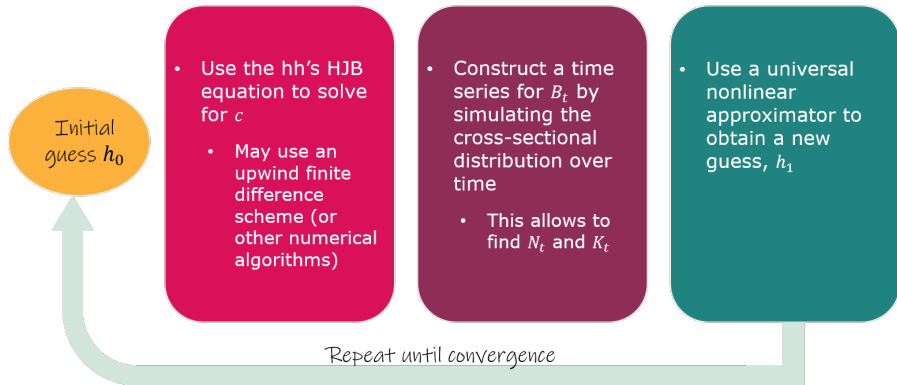 Initial
guess h₀
• Use the hh's HJB
equation to solve
for c
• May use an
upwind finite
difference
scheme (or
other numerical
algorithms)
• Construct a time
series for Bₜ by
simulating the
cross-sectional
distribution over
time
• This allows to
find Nₜ and Kₜ
• Use a universal
nonlinear
approximator to
obtain a new
guess, h₁
Repeat until convergence